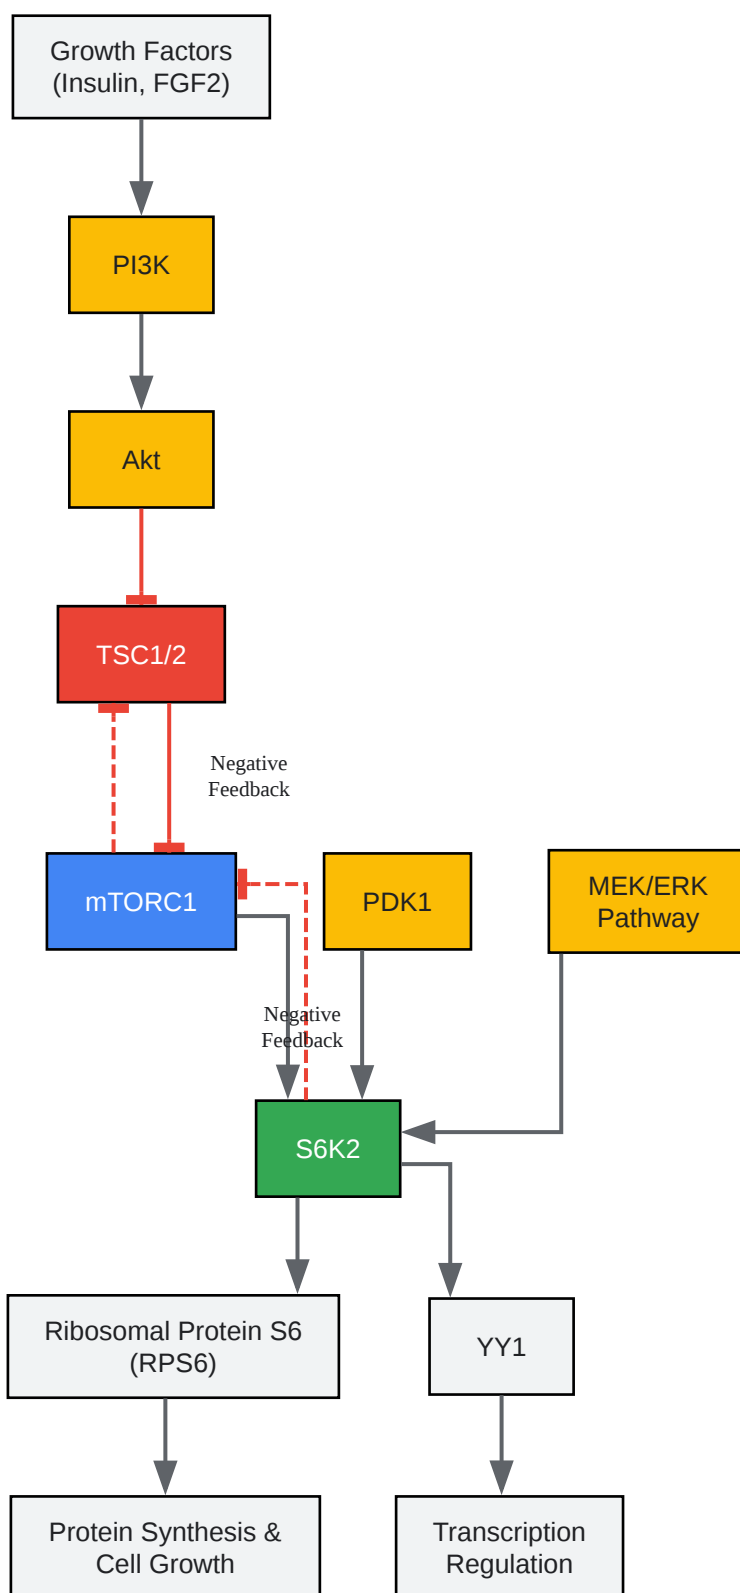 Growth Factors
(Insulin, FGF2)
PI3K
Akt
TSC1/2
Negative
Feedback
mTORC1
PDK1
MEK/ERK
Pathway
Negative
Feedback
S6K2
Ribosomal Protein S6
(RPS6)
YY1
Protein Synthesis &
Cell Growth
Transcription
Regulation